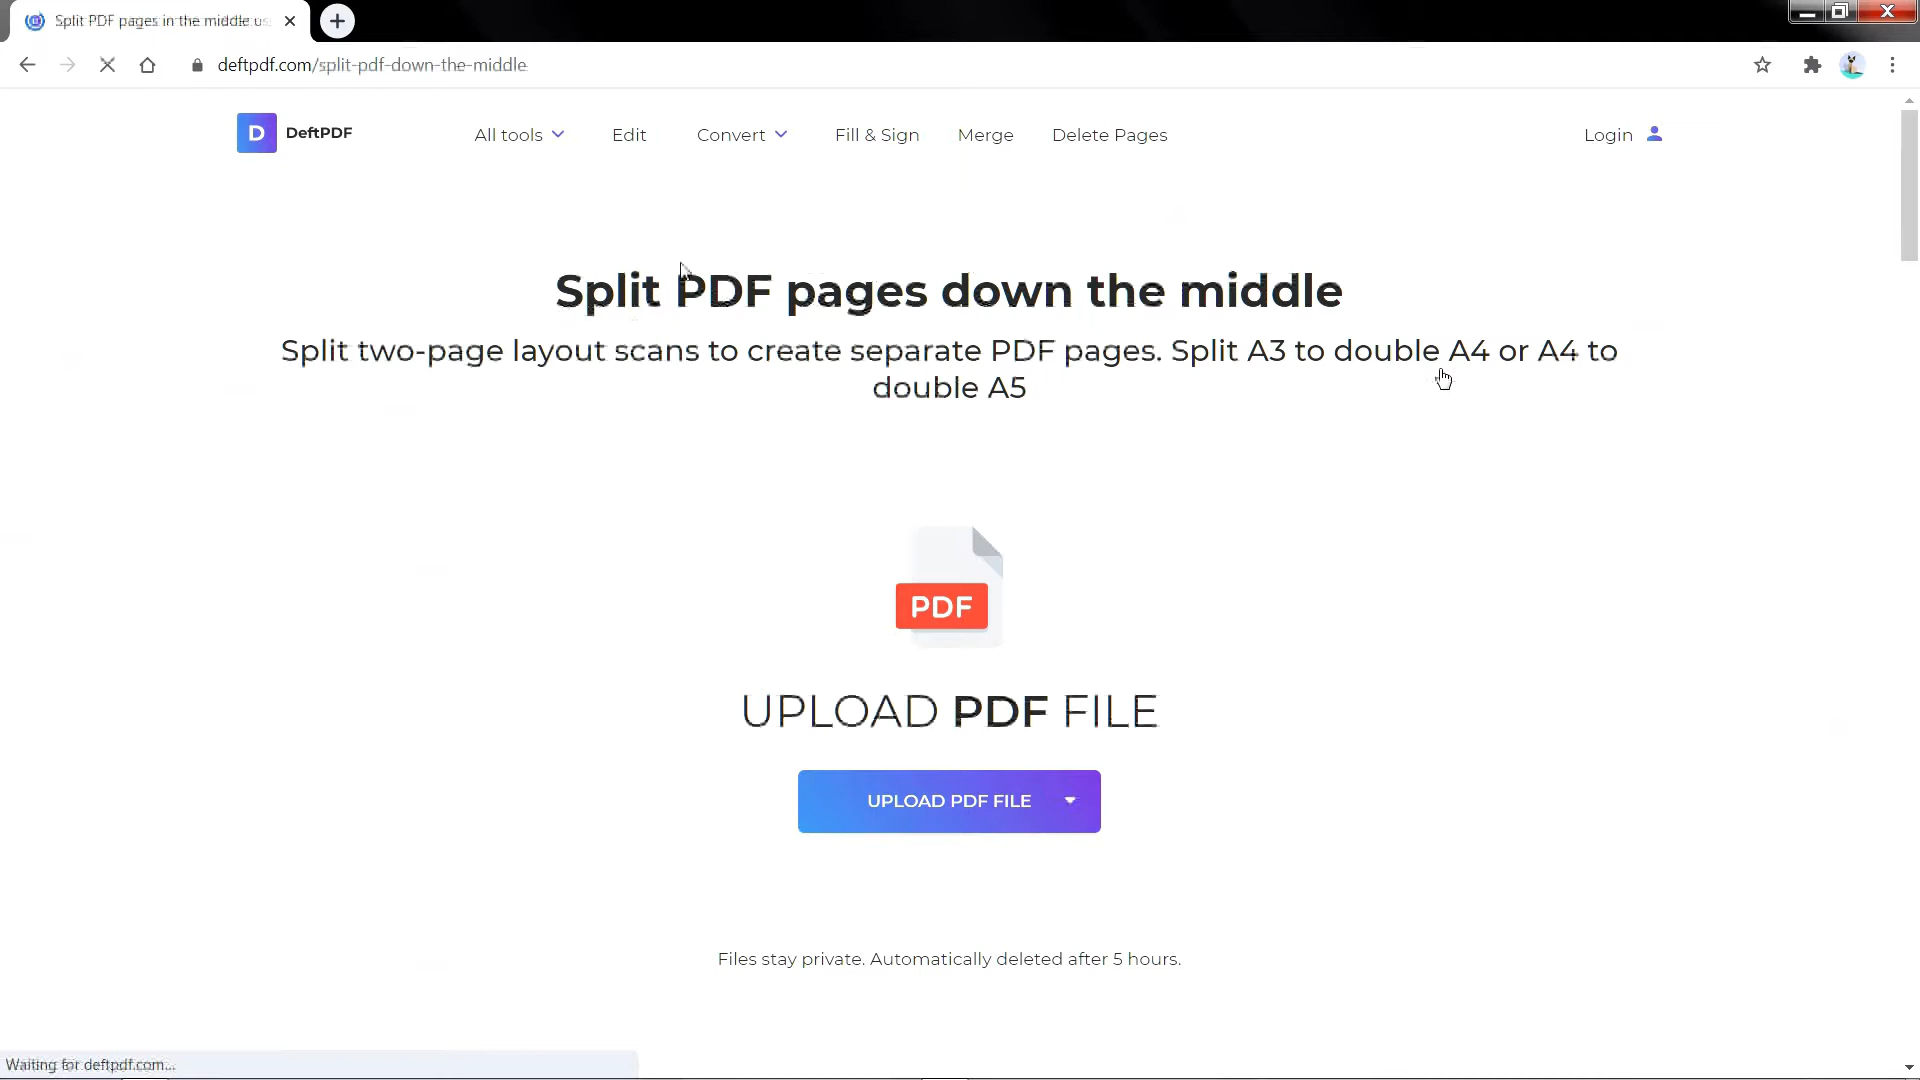 Split PDF pages in the middle us
deftpdf.com/split-pdf-down-the-middle
D DeftPDF All tools Edit Convert Fill & Sign Merge Delete Pages Login
Split PDF pages down the middle
Split two-page layout scans to create separate PDF pages. Split A3 to double A4 or A4 to
double A5
PDF
UPLOAD PDF FILE
UPLOAD PDF FILE
Files stay private. Automatically deleted after 5 hours.
Waiting for deftpdf.com...